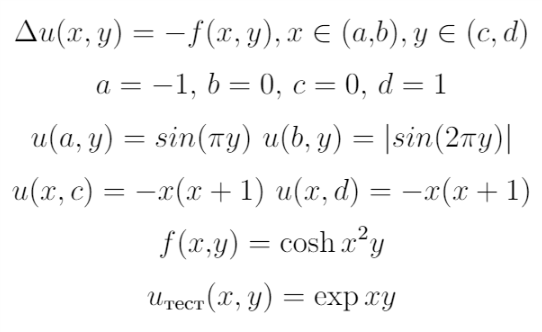 Δu(x, y) = −f(x, y), x ∈ (a,b), y ∈ (c, d)
a = −1, b = 0, c = 0, d = 1
u(a, y) = sin(πy) u(b, y) = |sin(2πy)|
u(x, c) = −x(x + 1) u(x, d) = −x(x + 1)
f(x,y) = cosh x²y
uтест(x, y) = exp xy